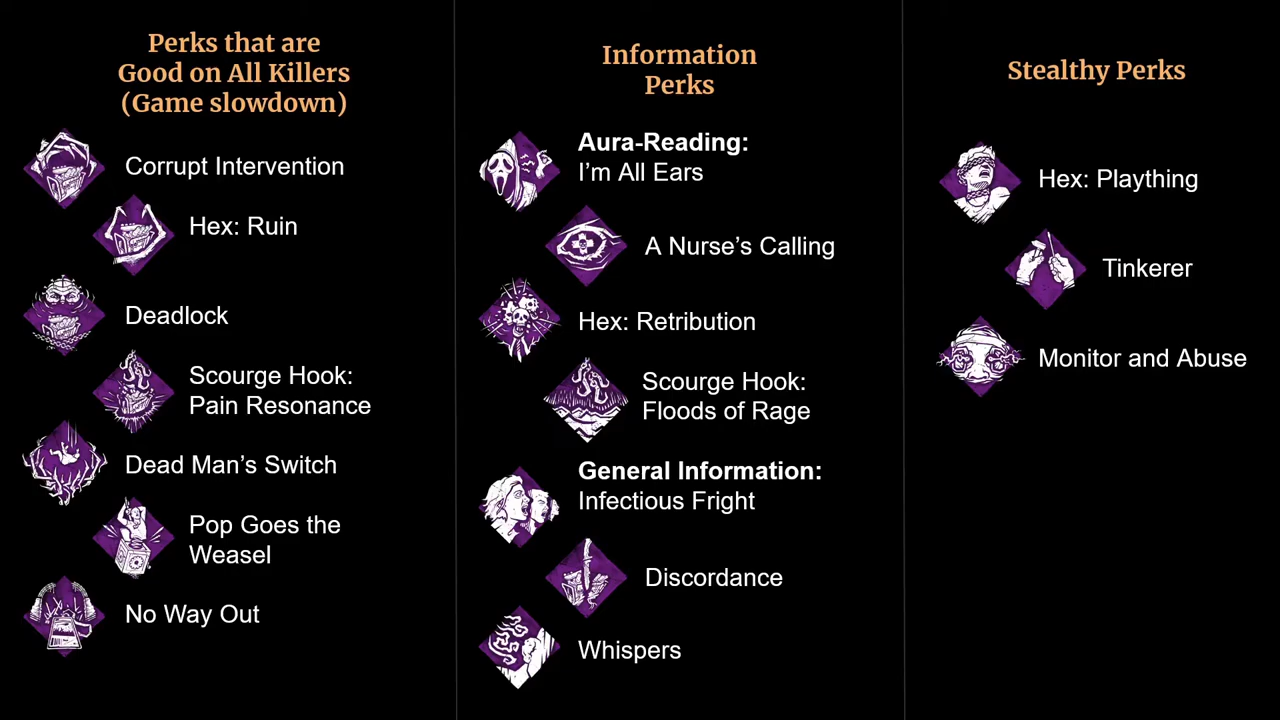 Perks that are
Good on All Killers
(Game slowdown)
Corrupt Intervention
Hex: Ruin
Deadlock
Scourge Hook:
Pain Resonance
Dead Man's Switch
Pop Goes the
Weasel
No Way Out
Information
Perks
Aura-Reading:
I'm All Ears
A Nurse's Calling
Hex: Retribution
Scourge Hook:
Floods of Rage
General Information:
Infectious Fright
Discordance
Whispers
Stealthy Perks
Hex: Plaything
Tinkerer
Monitor and Abuse